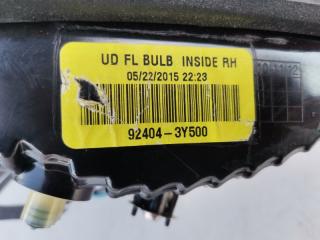 UD FL BULB INSIDE RH
05/22/2015 22:23
92404-3Y500